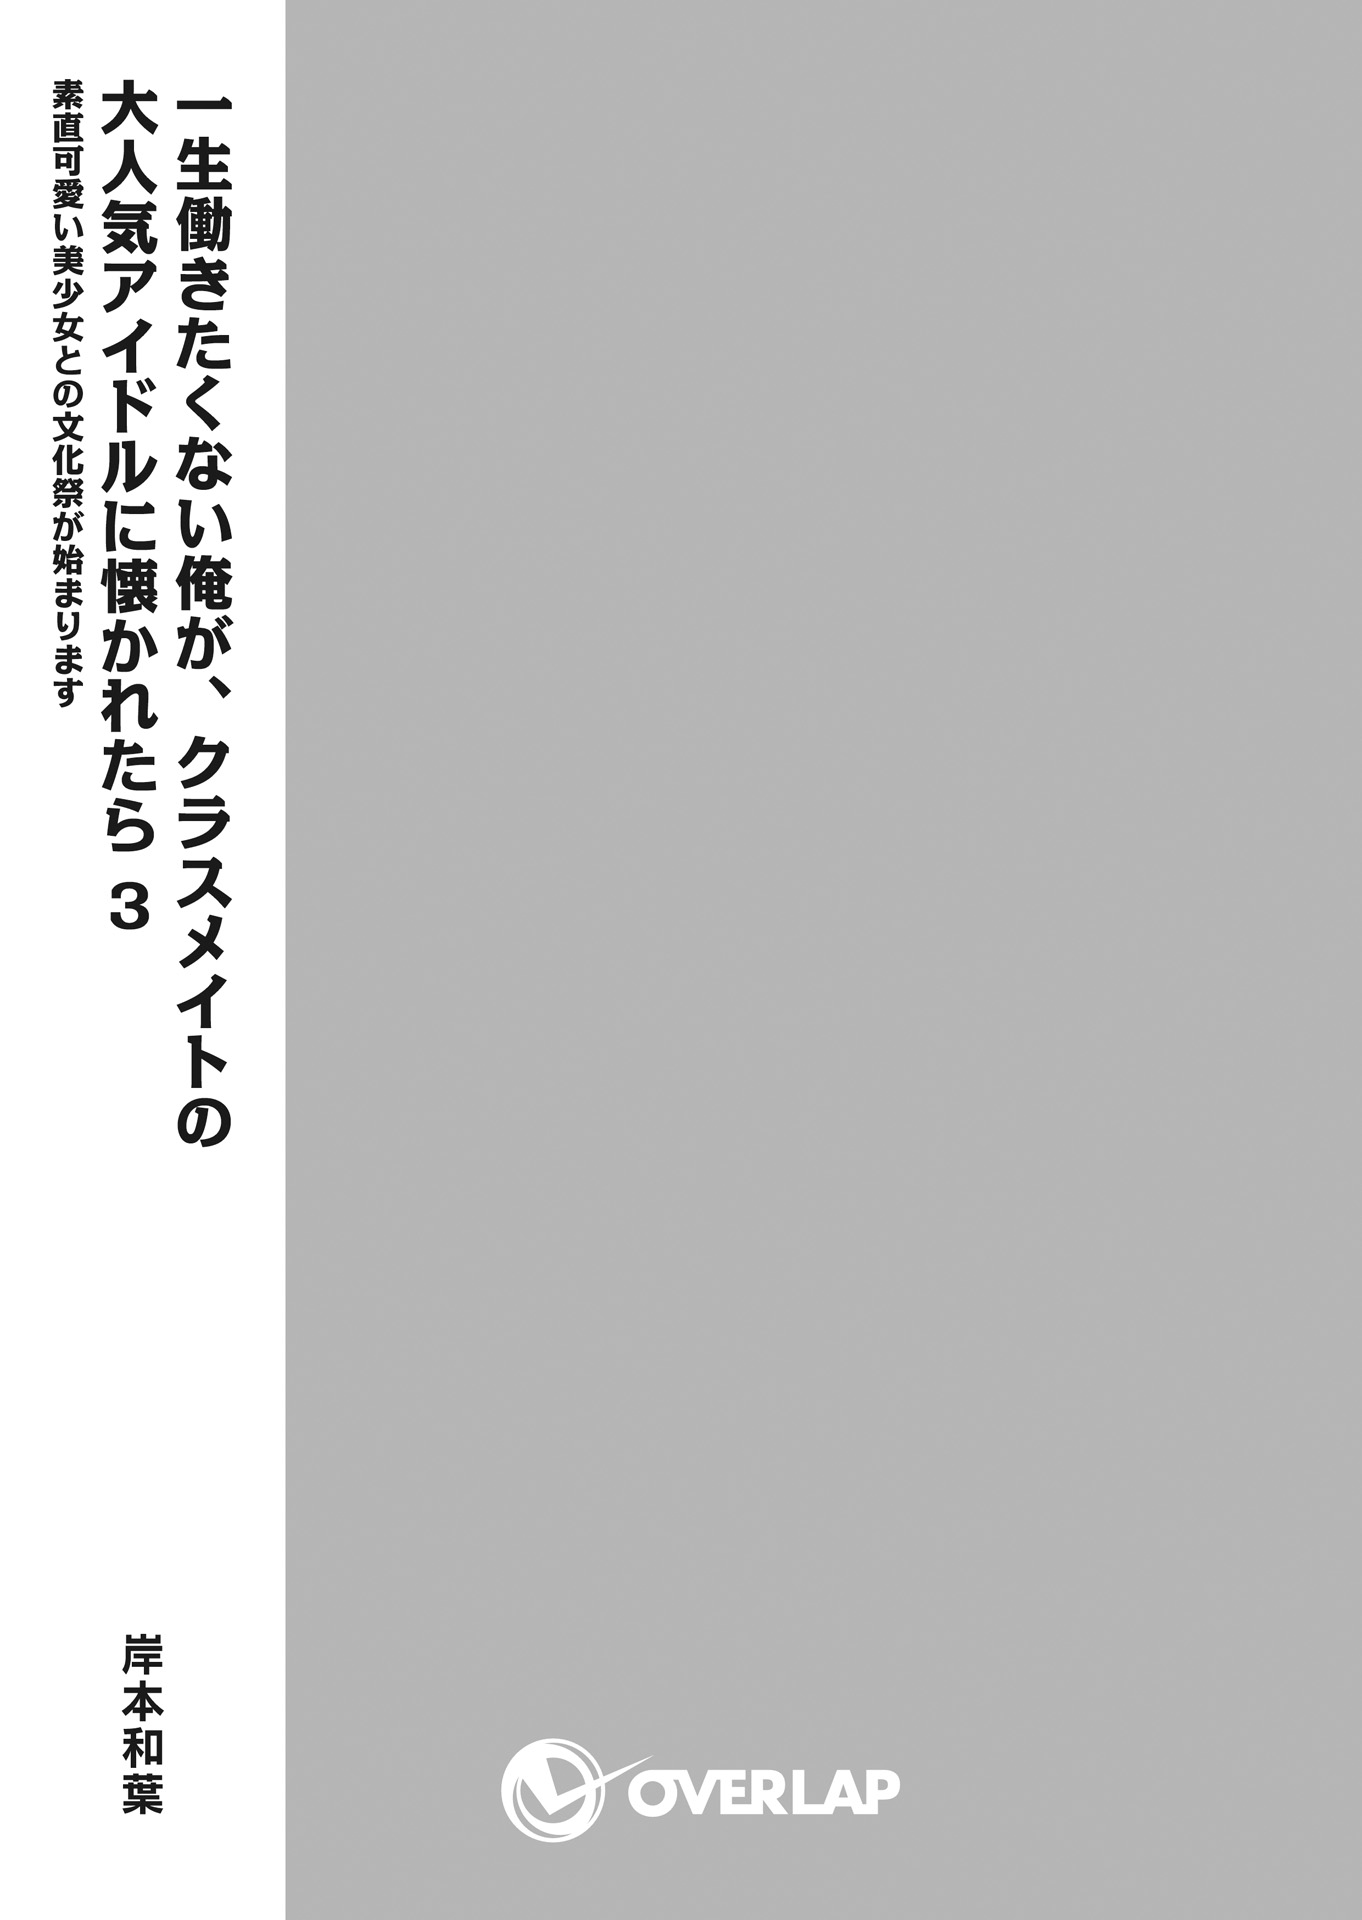 一生働きたくない俺が、クラスメイトの
大人気アイドルに懐かれたら 3
素直可愛い美少女との文化祭が始まります
岸本和葉
OVERLAP